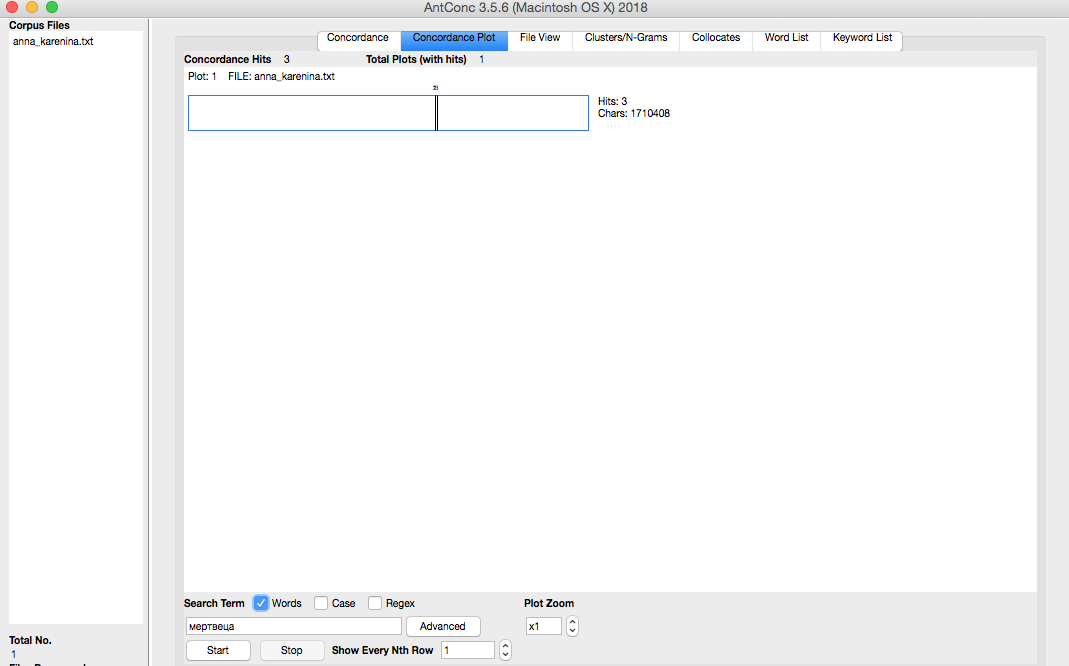 AntConc 3.5.6 (Macintosh OS X) 2018
Corpus Files
anna_karenina.txt
Concordance Concordance Plot File View Clusters/N-Grams Collocates Word List Keyword List
Concordance Hits 3 Total Plots (with hits) 1
Plot: 1 FILE: anna_karenina.txt
Hits: 3
Chars: 1710408
Search Term Words Case Regex Plot Zoom
мертвеца Advanced x1
Total No.
1
Start Stop Show Every Nth Row 1